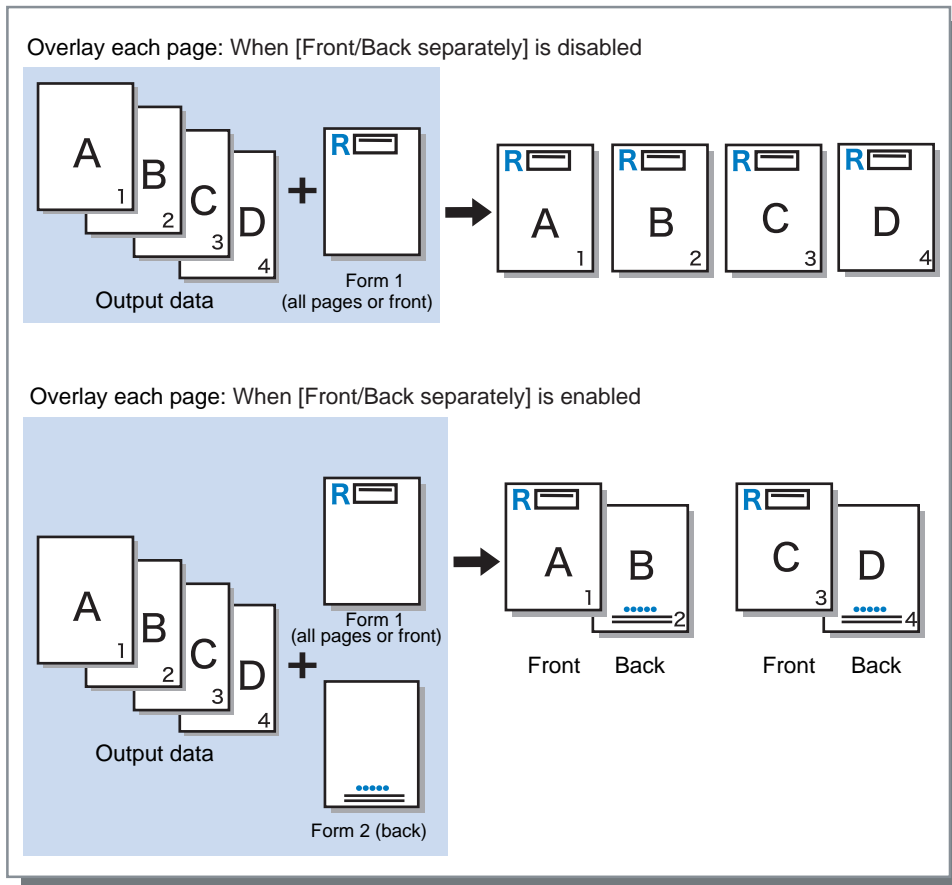 Overlay each page: When [Front/Back separately] is disabled
A
1
B
2
C
3
D
4
Output data
+
R
Form 1
(all pages or front)
R
A
1
R
B
2
R
C
3
R
D
4
Overlay each page: When [Front/Back separately] is enabled
A
1
B
2
C
3
D
4
Output data
+
R
Form 1
(all pages or front)
Form 2 (back)
R
A
1
B
2
Front Back
R
C
3
D
4
Front Back